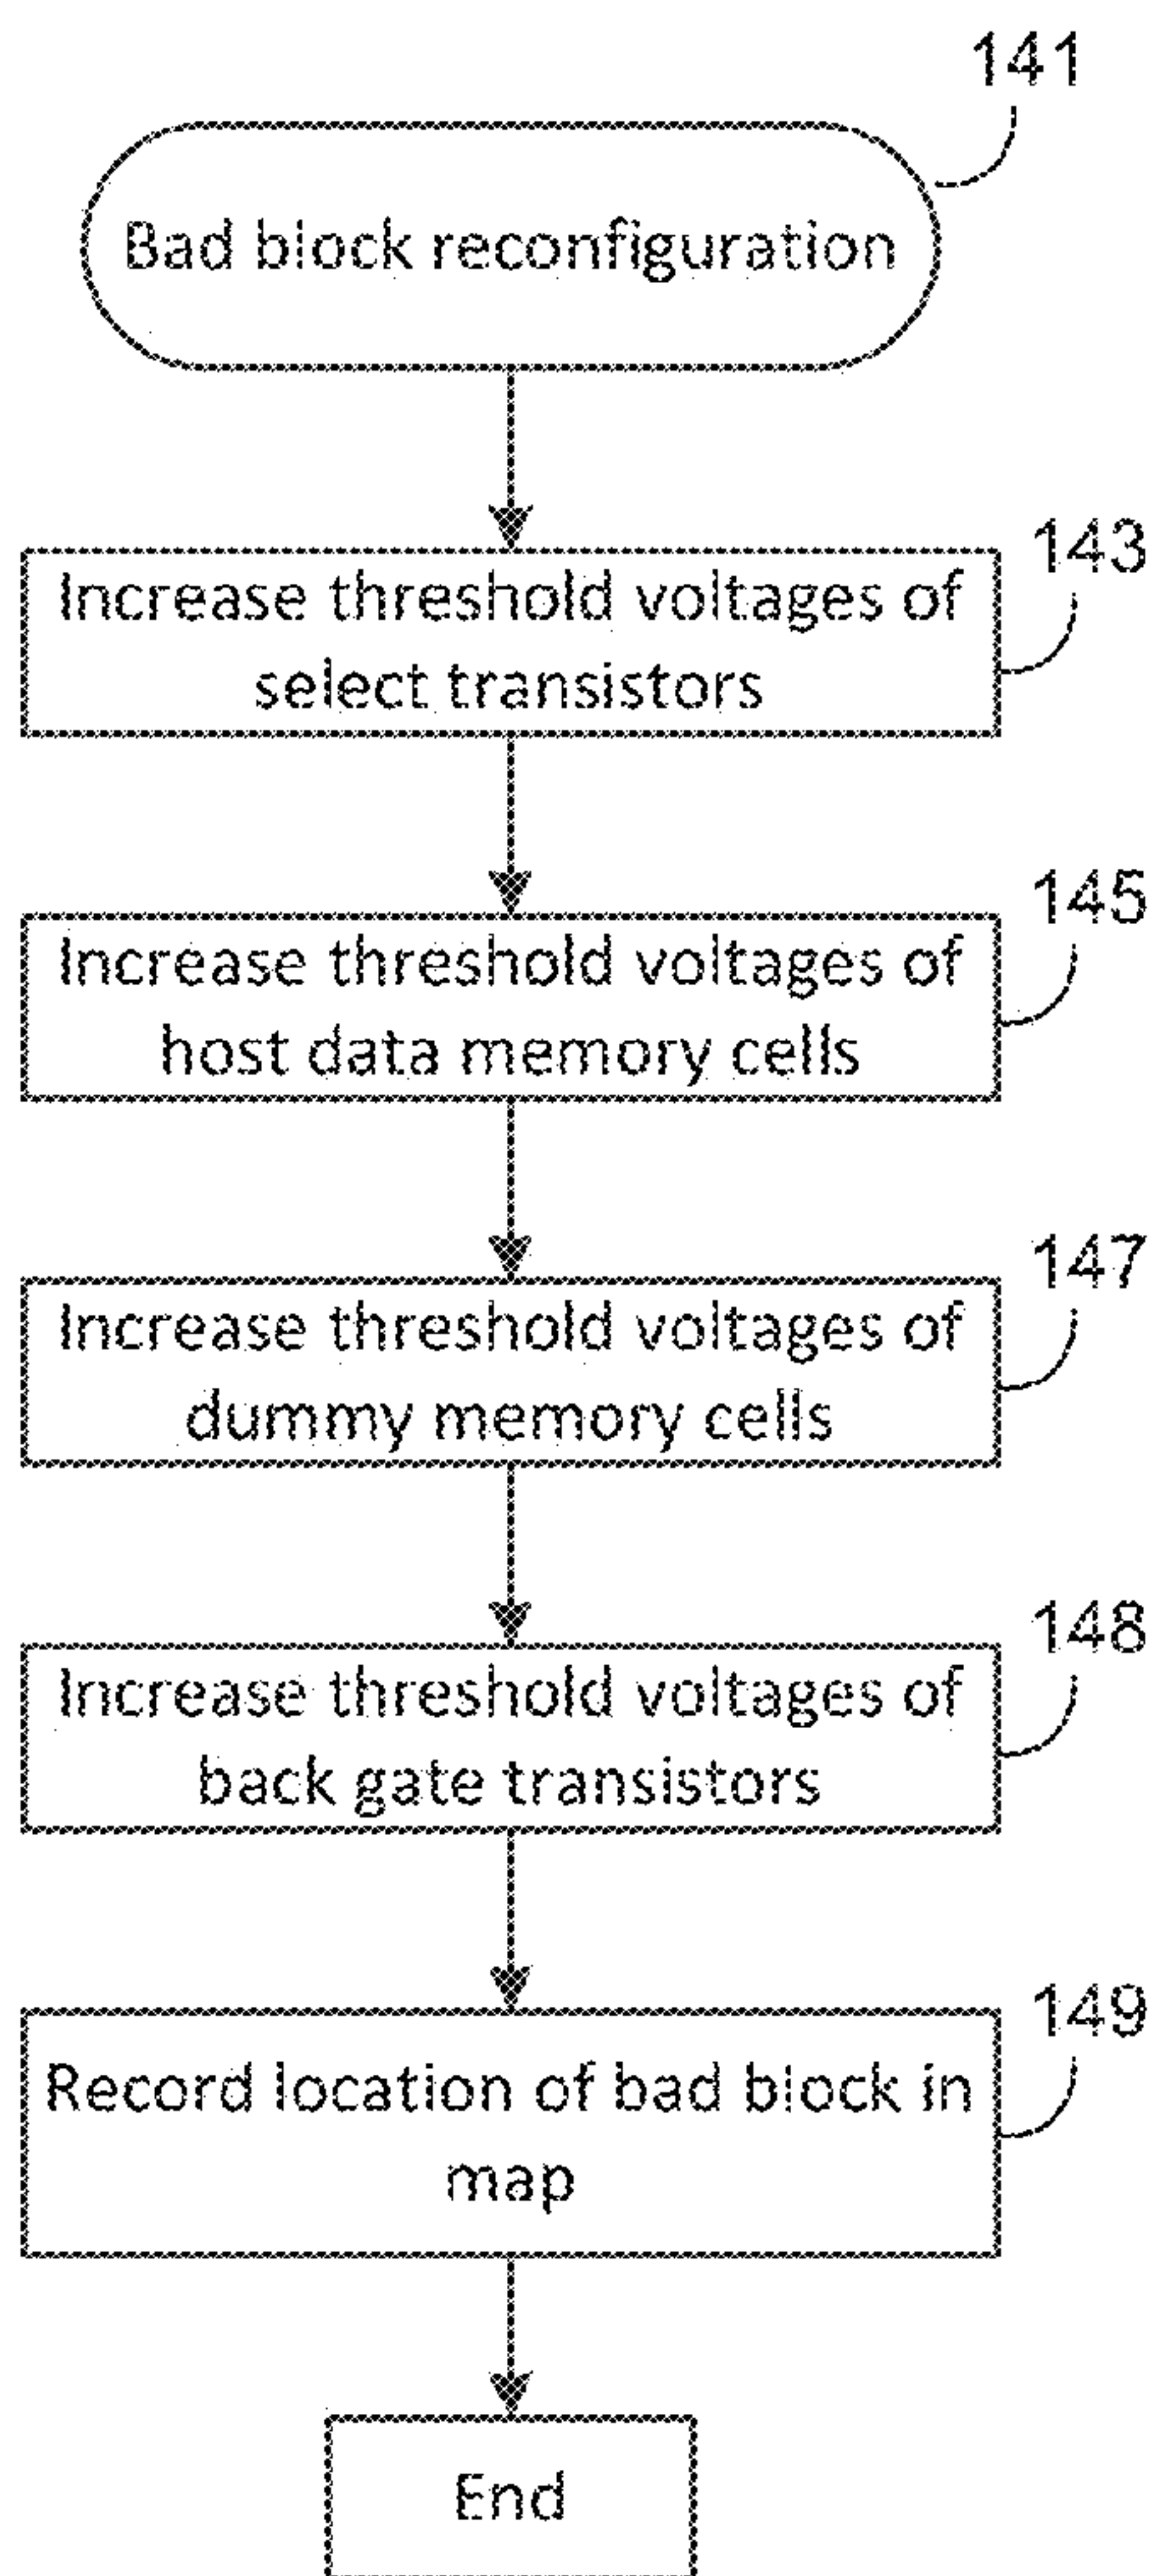 141
Bad block reconfiguration
143
Increase threshold voltages of
select transistors
145
Increase threshold voltages of
host data memory cells
147
Increase threshold voltages of
dummy memory cells
148
Increase threshold voltages of
back gate transistors
149
Record location of bad block in
map
End